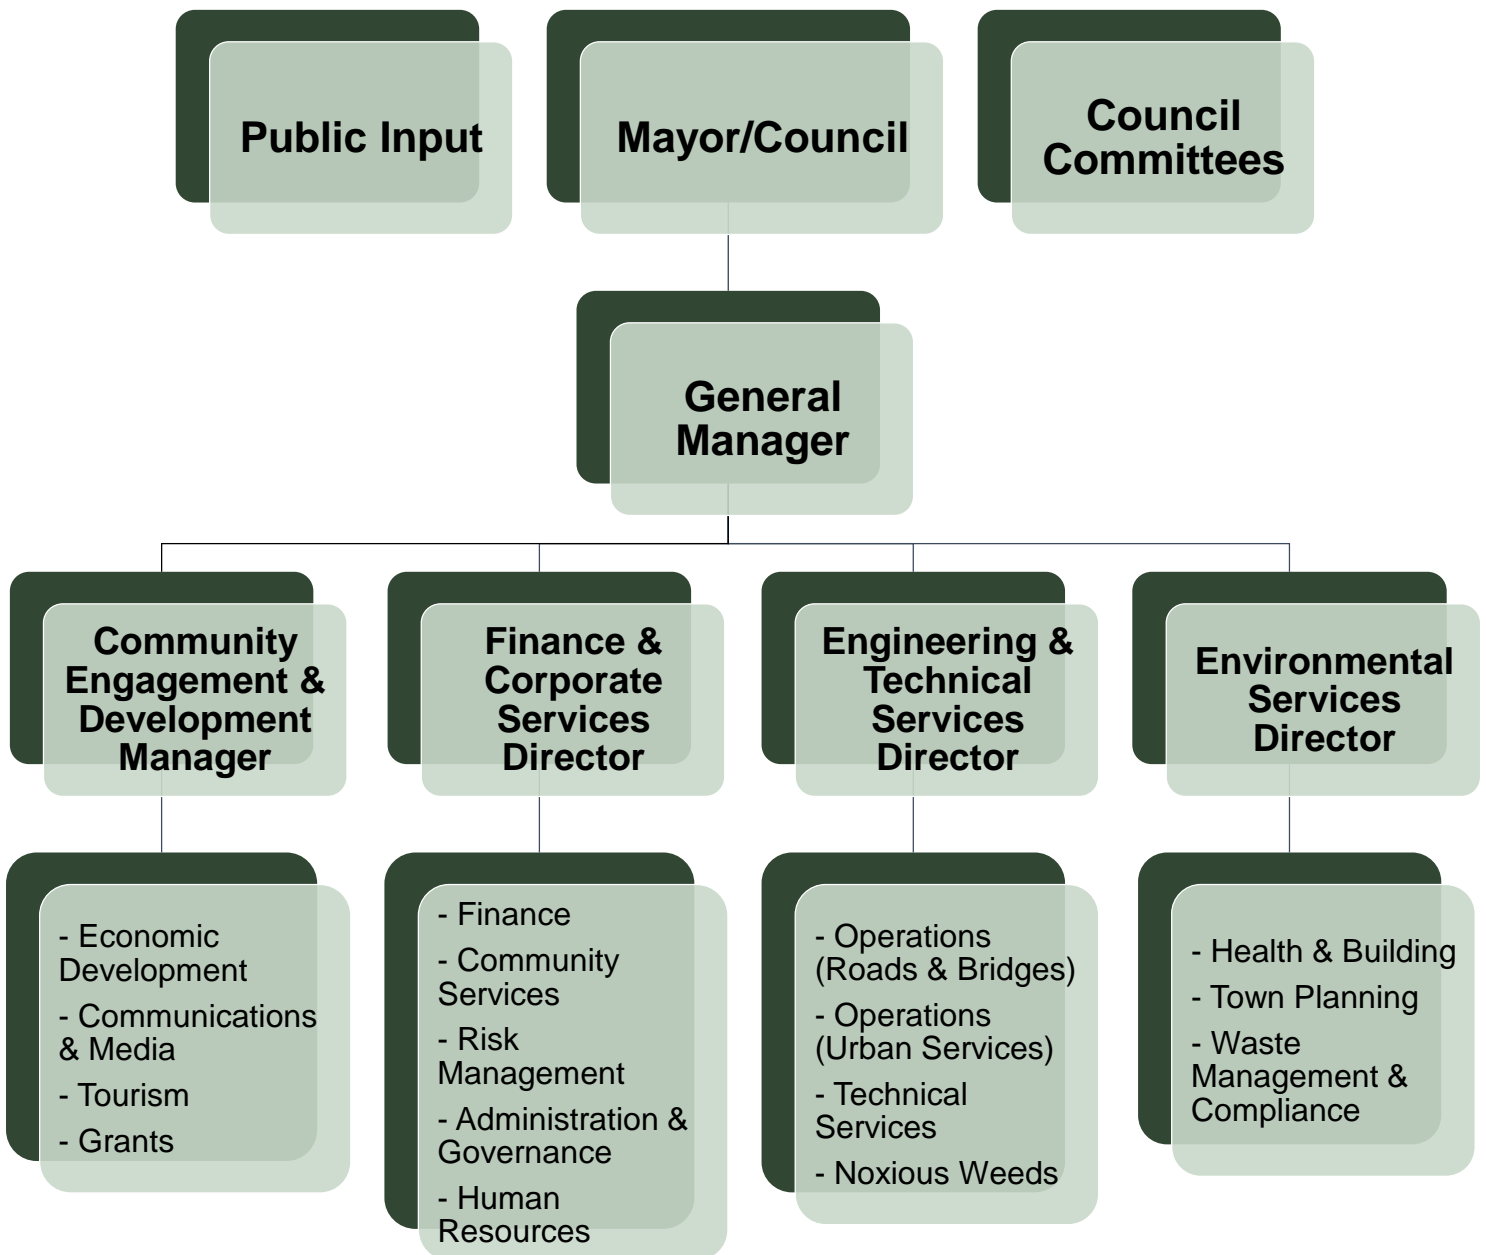 Public Input
Mayor/Council
Council
Committees
General
Manager
Community
Engagement &
Development
Manager
Finance &
Corporate
Services
Director
Engineering &
Technical
Services
Director
Environmental
Services
Director
- Economic
Development
- Communications
& Media
- Tourism
- Grants
- Finance
- Community
Services
- Risk
Management
- Administration &
Governance
- Human
Resources
- Operations
(Roads & Bridges)
- Operations
(Urban Services)
- Technical
Services
- Noxious Weeds
- Health & Building
- Town Planning
- Waste
Management &
Compliance